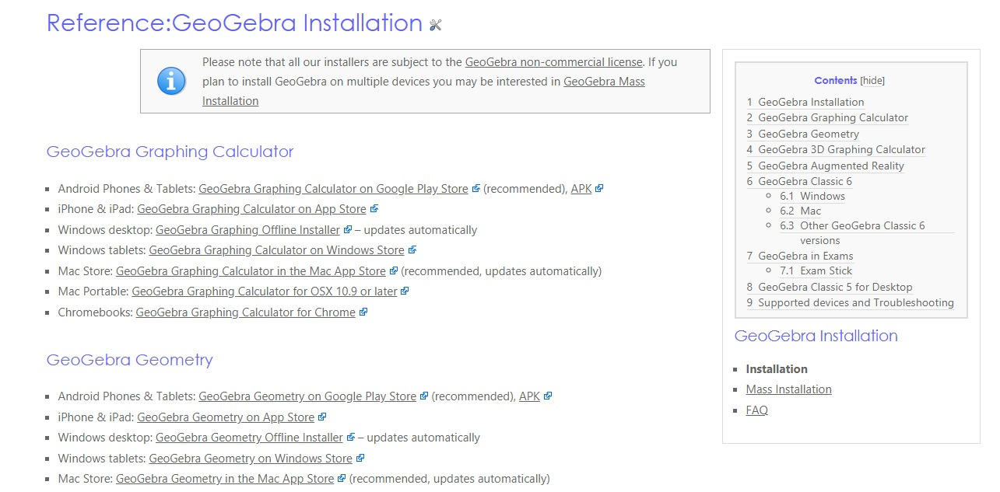 Reference:GeoGebra Installation
Please note that all our installers are subject to the GeoGebra non-commercial license. If you
plan to install GeoGebra on multiple devices you may be interested in GeoGebra Mass
Installation
GeoGebra Graphing Calculator
Android Phones & Tablets: GeoGebra Graphing Calculator on Google Play Store (recommended), APK
iPhone & iPad: GeoGebra Graphing Calculator on App Store
Windows desktop: GeoGebra Graphing Offline Installer – updates automatically
Windows tablets: GeoGebra Graphing Calculator on Windows Store
Mac Store: GeoGebra Graphing Calculator in the Mac App Store (recommended, updates automatically)
Mac Portable: GeoGebra Graphing Calculator for OSX 10.9 or later
Chromebooks: GeoGebra Graphing Calculator for Chrome
GeoGebra Geometry
Android Phones & Tablets: GeoGebra Geometry on Google Play Store (recommended), APK
iPhone & iPad: GeoGebra Geometry on App Store
Windows desktop: GeoGebra Geometry Offline Installer – updates automatically
Windows tablets: GeoGebra Geometry on Windows Store
Mac Store: GeoGebra Geometry in the Mac App Store (recommended, updates automatically)
Contents [hide]
1 GeoGebra Installation
2 GeoGebra Graphing Calculator
3 GeoGebra Geometry
4 GeoGebra 3D Graphing Calculator
5 GeoGebra Augmented Reality
6 GeoGebra Classic 6
6.1 Windows
6.2 Mac
6.3 Other GeoGebra Classic 6
versions
7 GeoGebra in Exams
7.1 Exam Stick
8 GeoGebra Classic 5 for Desktop
9 Supported devices and Troubleshooting
GeoGebra Installation
Installation
Mass Installation
FAQ